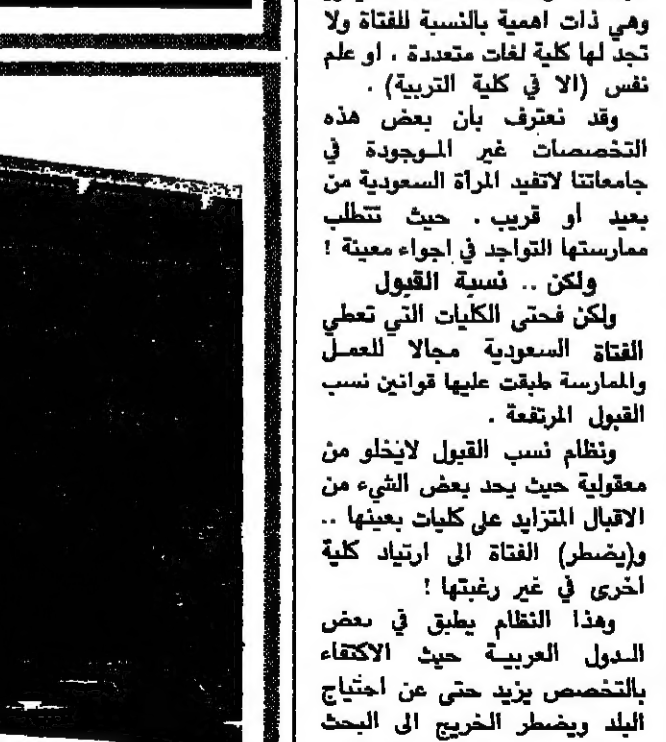 وهي ذات اهمية بالنسبة للفتاة ولا
تجد لها كلية لغات متعددة ، او علم
نفس (الا في كلية التربية) .
وقد نعترف بأن بعض هذه
التخصصات غير الموجودة في
جامعاتنا لاتفيد المرأة السعودية من
بعيد او قريب . حيث تتطلب
ممارستها التواجد في اجواء معينة !
ولكن .. نسبة القبول
ولكن فحتى الكليات التي تعطي
الفتاة السعودية مجالا للعمل
والممارسة طبقت عليها قوانين نسب
القبول المرتفعة .
ونظام نسب القبول لايخلو من
معقولية حيث يحد بعض الشيء من
الاقبال المتزايد على كليات بعينها ..
و(يضطر) الفتاة الى ارتياد كلية
اخرى في غير رغبتها !
وهذا النظام يطبق في بعض
الدول العربية حيث الاكتفاء
بالتخصص يزيد حتى عن احتياج
البلد ويضطر الخريج الى البحث